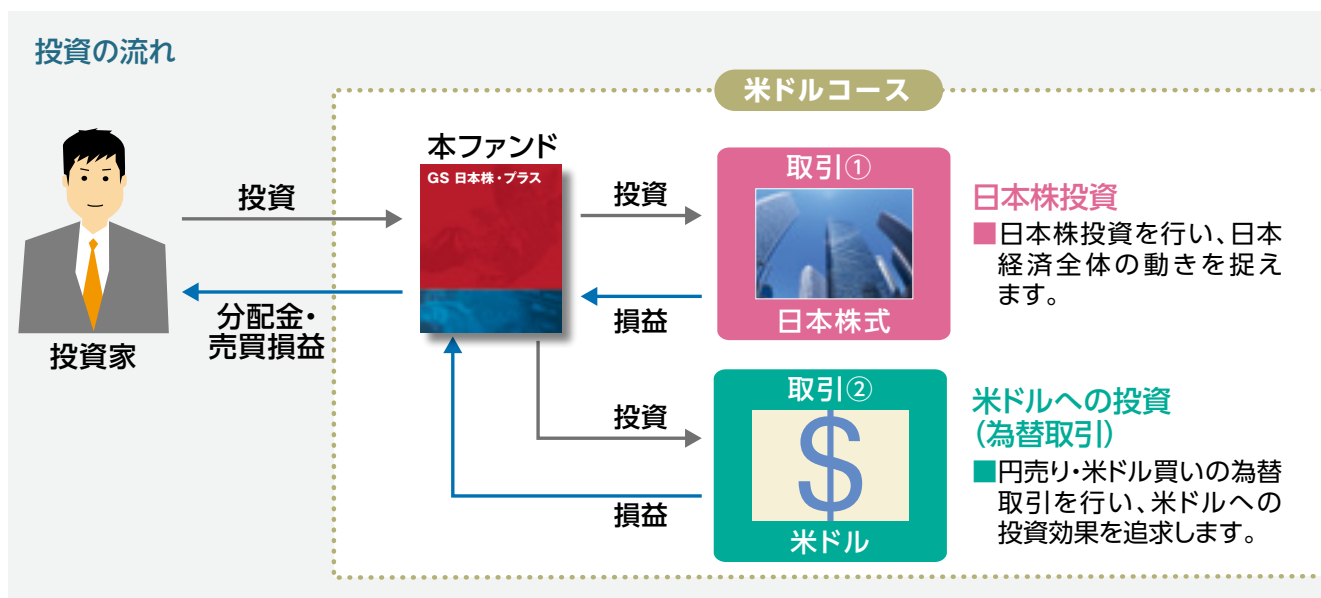 投資の流れ
米ドルコース
本ファンド
GS 日本株・プラス
投資
分配金・
売買損益
投資家
投資
損益
取引①
日本株式
日本株投資
■日本株投資を行い、日本
経済全体の動きを捉え
ます。
投資
損益
取引②
$
米ドル
米ドルへの投資
(為替取引)
■円売り・米ドル買いの為替
取引を行い、米ドルへの
投資効果を追求します。